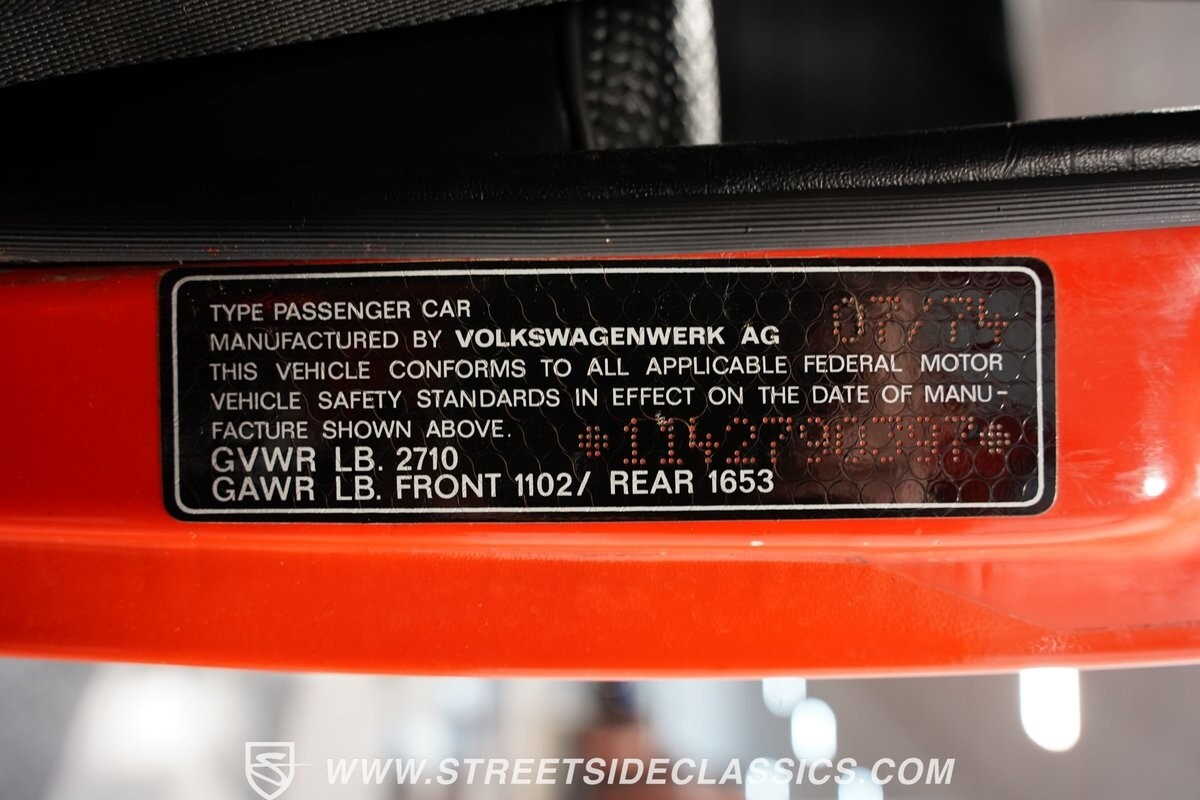 TYPE PASSENGER CAR
07/74
MANUFACTURED BY VOLKSWAGENWERK AG
THIS VEHICLE CONFORMS TO ALL APPLICABLE FEDERAL MOTOR
VEHICLE SAFETY STANDARDS IN EFFECT ON THE DATE OF MANU-
FACTURE SHOWN ABOVE.
GVWR LB. 2710
GAWR LB. FRONT 1102/ REAR 1653
WWW.STREETSIDECLASSICS.COM